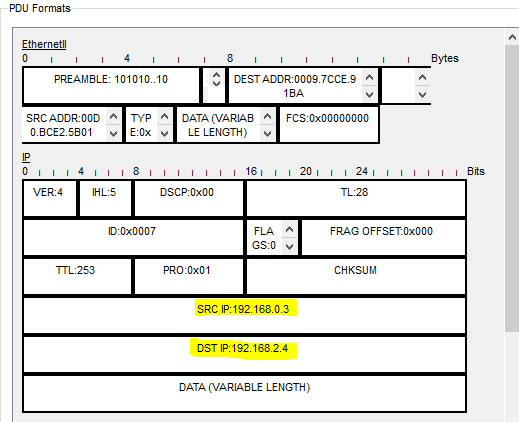 PDU Formats
EthernetII
0 4 8 Bytes
PREAMBLE: 101010..10 DEST ADDR:0009.7CCE.9
1BA
SRC ADDR:00D TYP DATA (VARIAB FCS:0x00000000
0.BCE2.5B01 E:0x LE LENGTH)
IP
0 4 8 16 20 24 Bits
VER:4 IHL:5 DSCP:0x00 TL:28
ID:0x0007 FLA FRAG OFFSET:0x000
GS:0
TTL:253 PRO:0x01 CHKSUM
SRC IP:192.168.0.3
DST IP:192.168.2.4
DATA (VARIABLE LENGTH)